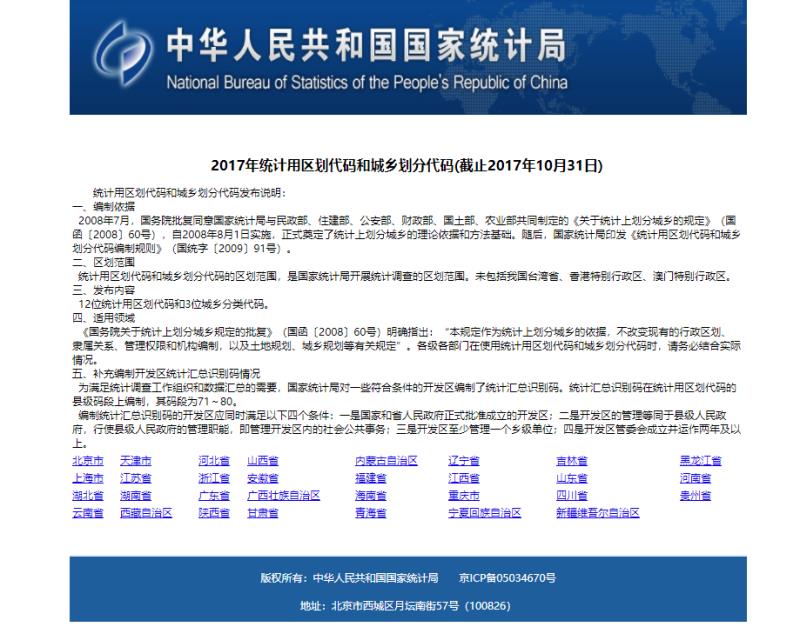 中华人民共和国国家统计局
National Bureau of Statistics of the People's Republic of China
2017年统计用区划代码和城乡划分代码(截止2017年10月31日)
统计用区划代码和城乡划分代码发布说明：
一、编制依据
2008年7月，国务院批复同意国家统计局与民政部、住建部、公安部、财政部、国土部、农业部共同制定的《关于统计上划分城乡的规定》（国
函〔2008〕60号），自2008年8月1日实施，正式奠定了统计上划分城乡的理论依据和方法基础。随后，国家统计局印发《统计用区划代码和城乡
划分代码编制规则》（国统字〔2009〕91号）。
二、区划范围
统计用区划代码和城乡划分代码的区划范围，是国家统计局开展统计调查的区划范围。未包括我国台湾省、香港特别行政区、澳门特别行政区。
三、发布内容
12位统计用区划代码和3位城乡分类代码。
四、适用领域
《国务院关于统计上划分城乡规定的批复》（国函〔2008〕60号）明确指出：“本规定作为统计上划分城乡的依据，不改变现有的行政区划、
隶属关系、管理权限和机构编制，以及土地规划、城乡规划等有关规定”。各级各部门在使用统计用区划代码和城乡划分代码时，请务必结合实际
情况。
五、补充编制开发区统计汇总识别码情况
为满足统计调查工作组织和数据汇总的需要，国家统计局对一些符合条件的开发区编制了统计汇总识别码。统计汇总识别码在统计用区划代码的
县级码段上编制，其码段为71～80。
编制统计汇总识别码的开发区应同时满足以下四个条件：一是国家和省人民政府正式批准成立的开发区；二是开发区的管理等同于县级人民政
府，行使县级人民政府的管理职能，即管理开发区内的社会公共事务；三是开发区至少管理一个乡级单位；四是开发区管委会成立并运作两年及以
上。
北京市 天津市 河北省 山西省 内蒙古自治区 辽宁省 吉林省 黑龙江省
上海市 江苏省 浙江省 安徽省 福建省 江西省 山东省 河南省
湖北省 湖南省 广东省 广西壮族自治区 海南省 重庆市 四川省 贵州省
云南省 西藏自治区 陕西省 甘肃省 青海省 宁夏回族自治区 新疆维吾尔自治区
版权所有：中华人民共和国国家统计局 京ICP备05034670号
地址：北京市西城区月坛南街57号（100826）